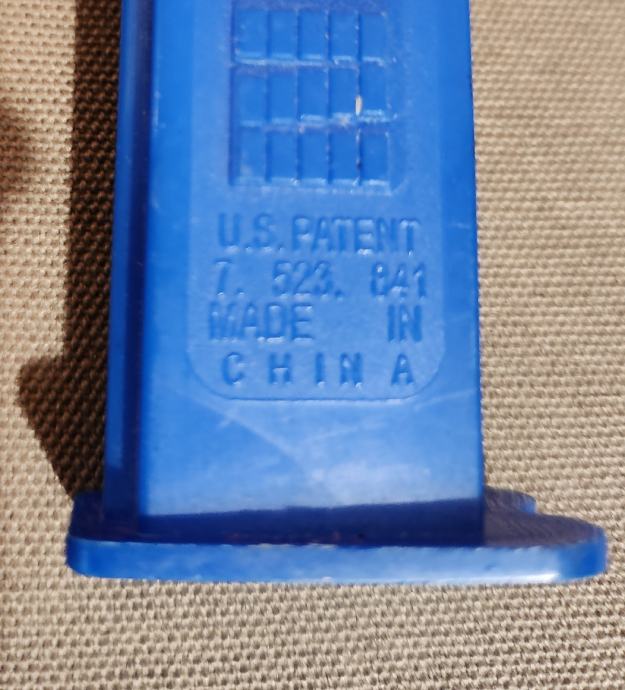 U.S. PATENT
7. 523. 841
MADE IN
CHINA